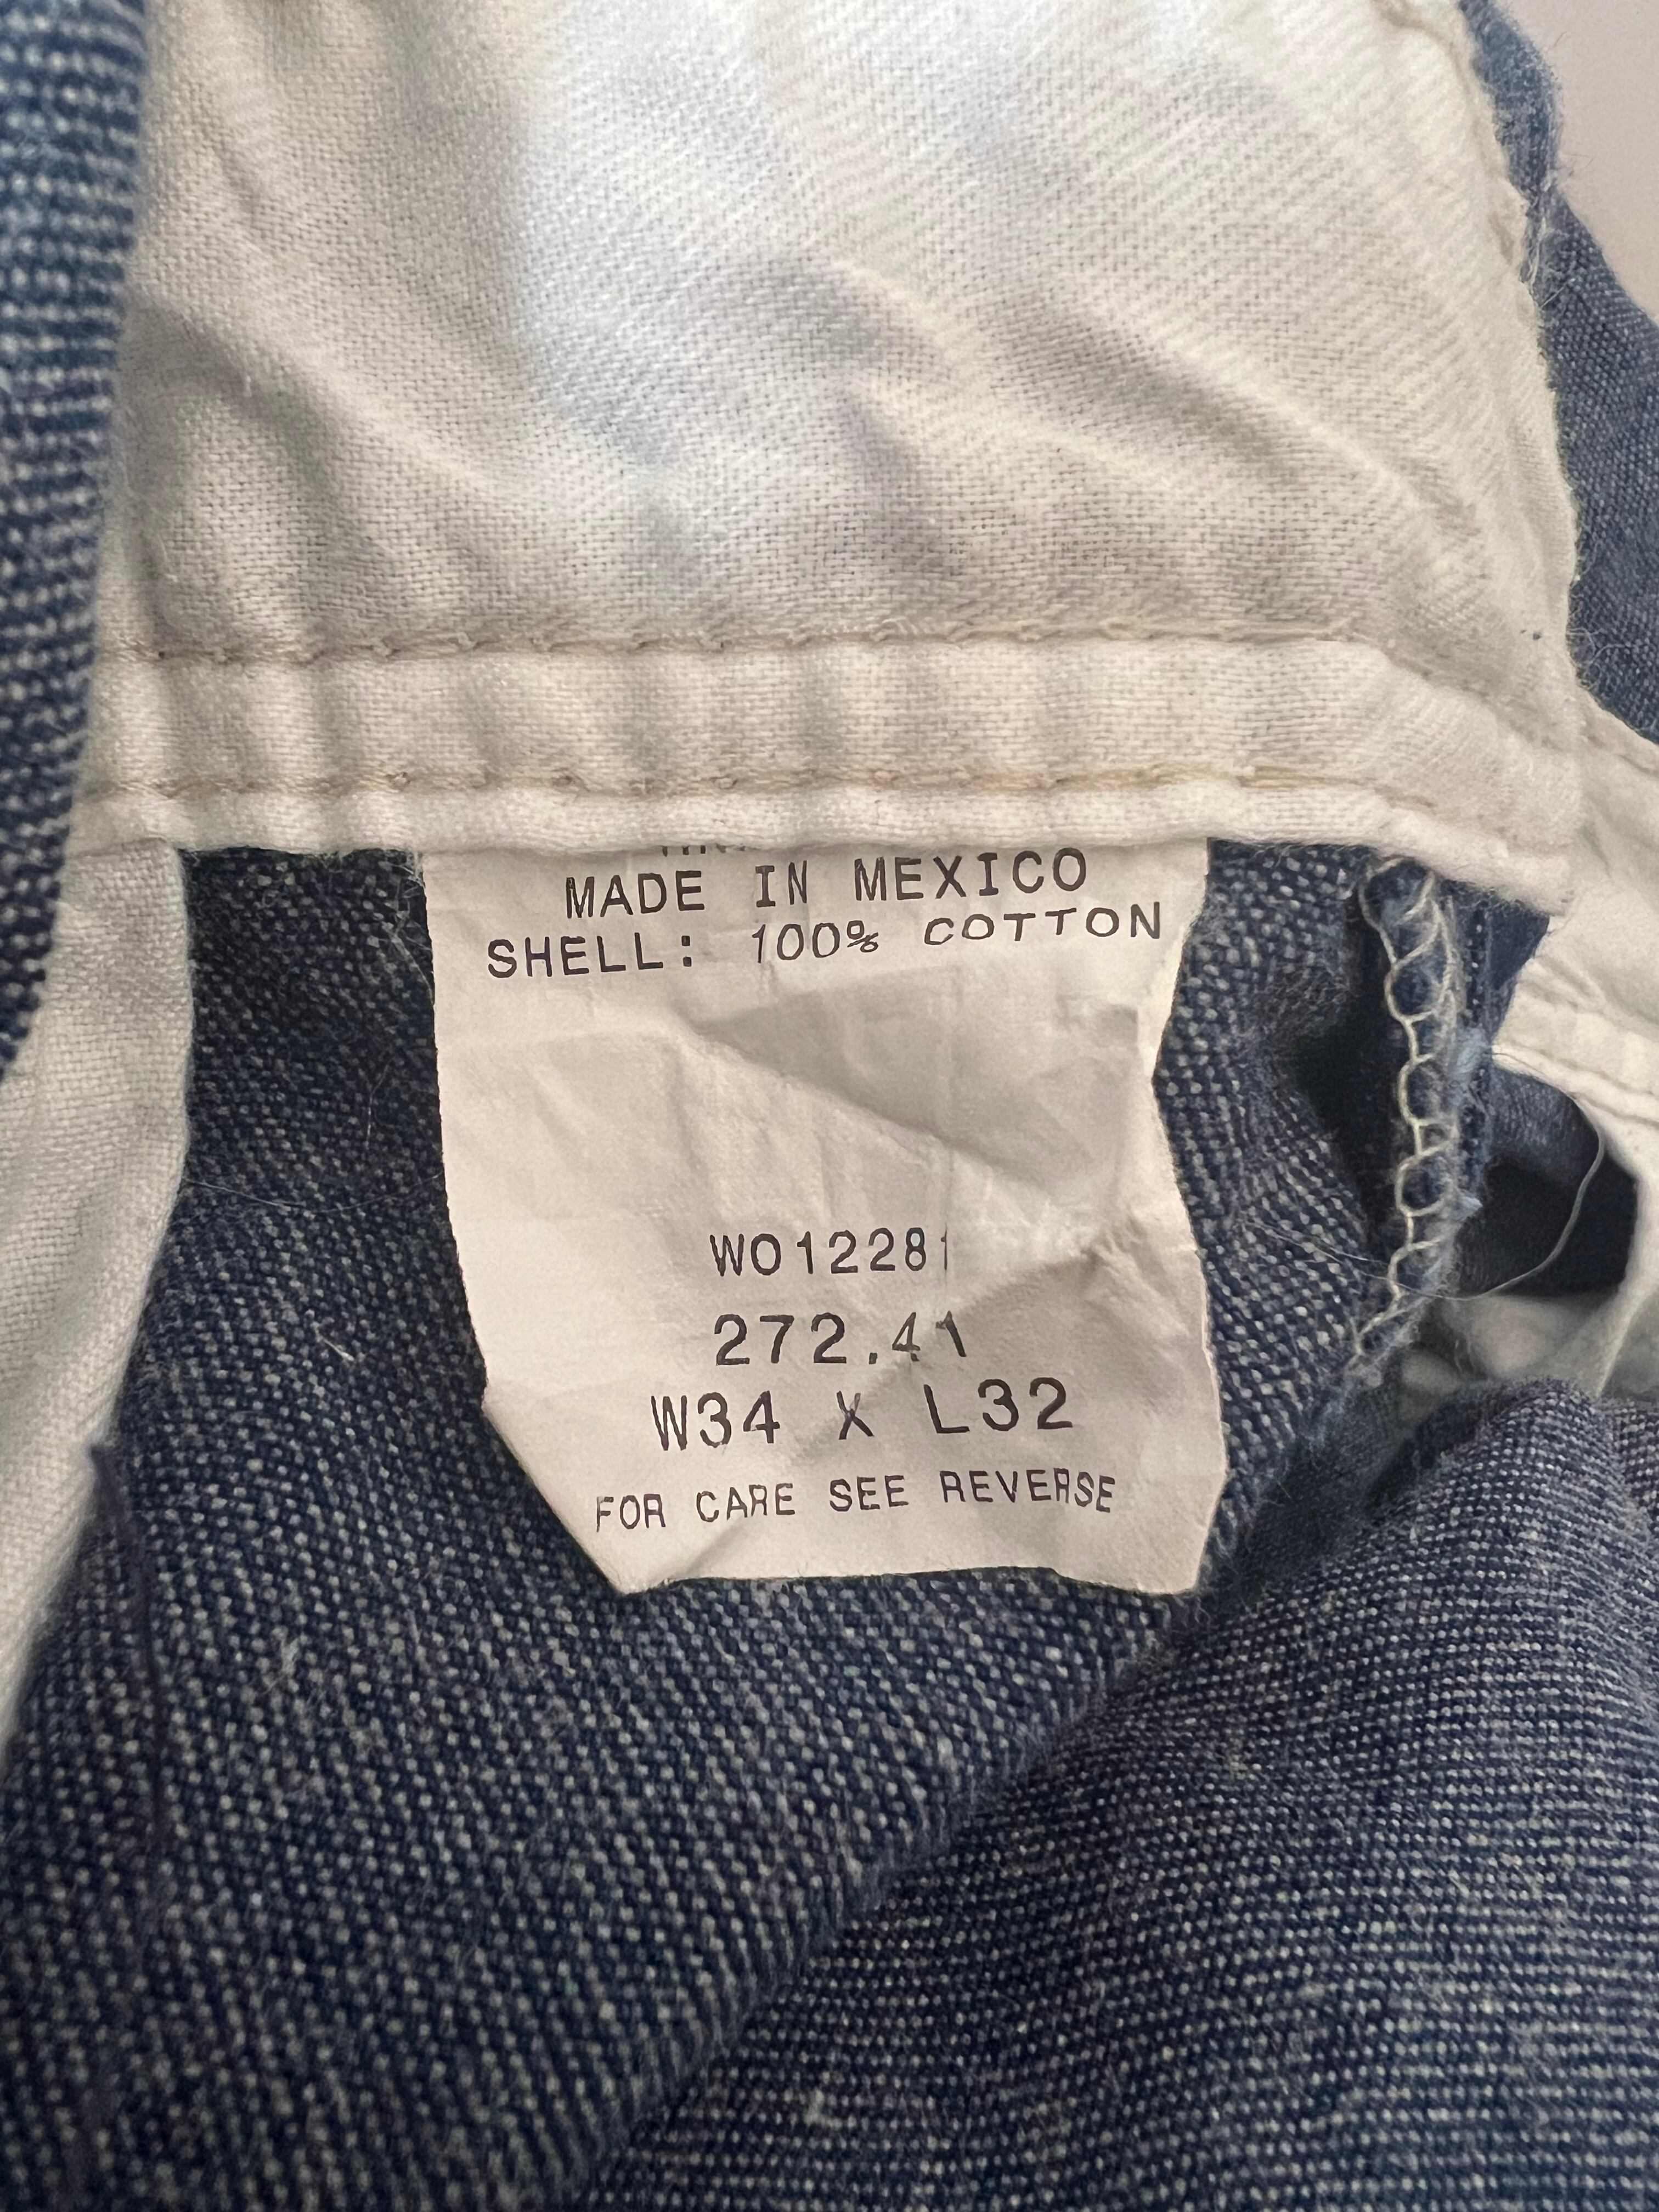 MADE IN MEXICO
SHELL: 100% COTTON
WO12281
272.41
W34 X L32
FOR CARE SEE REVERSE